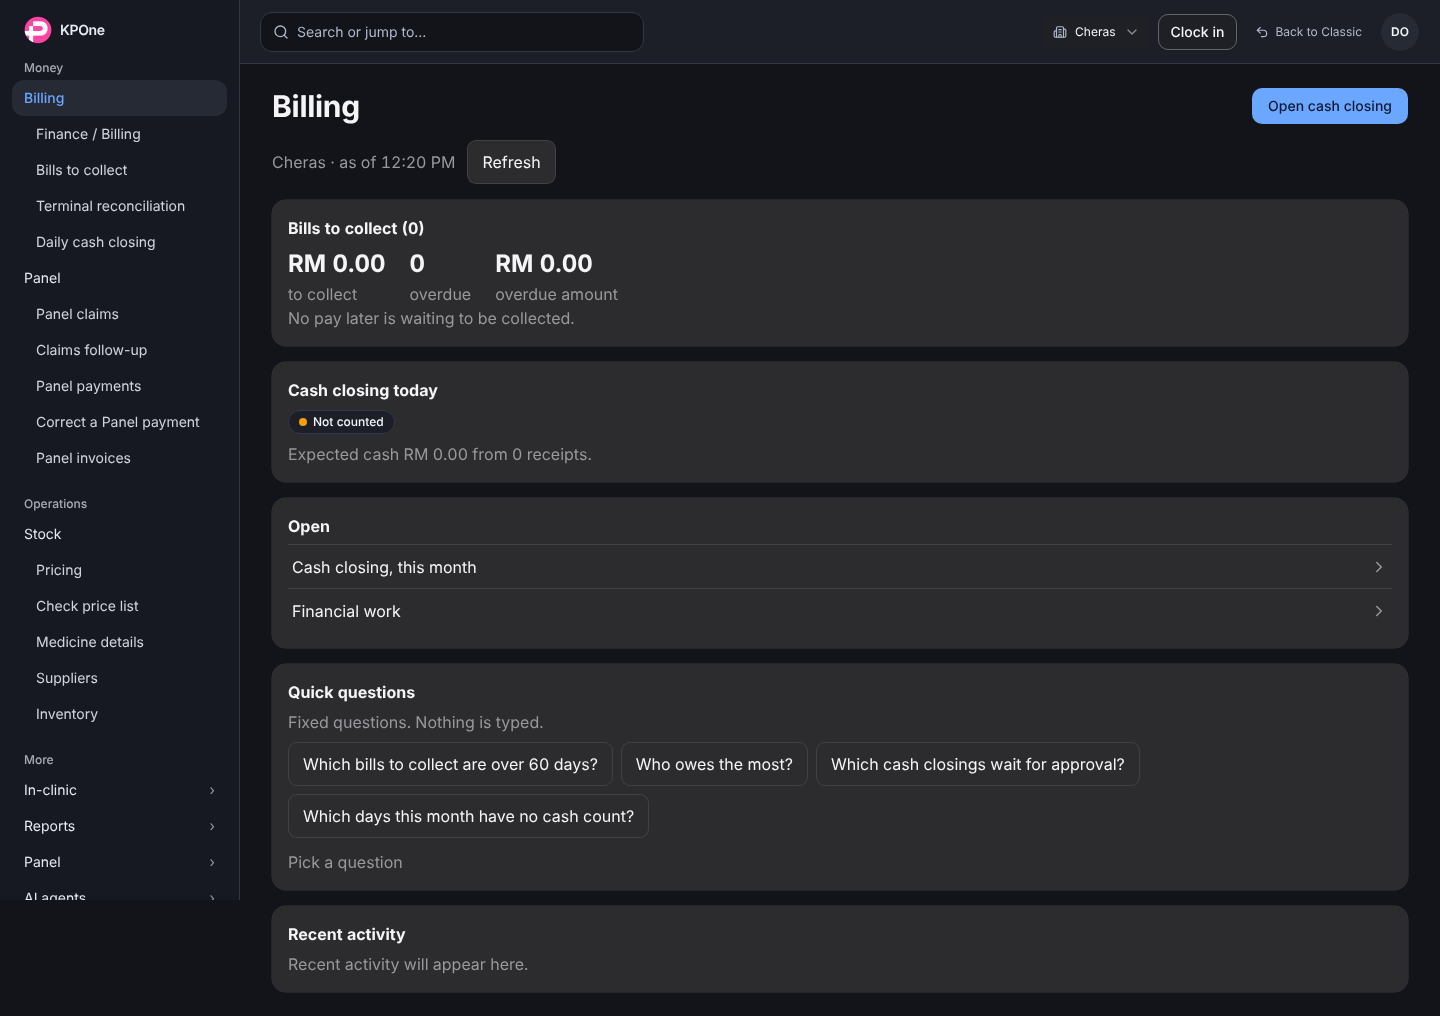 KPOne
Search or jump to...
Cheras
Clock in
Back to Classic
DO
Money
Billing
Finance / Billing
Bills to collect
Terminal reconciliation
Daily cash closing
Panel
Panel claims
Claims follow-up
Panel payments
Correct a Panel payment
Panel invoices
Operations
Stock
Pricing
Check price list
Medicine details
Suppliers
Inventory
More
In-clinic
Reports
Panel
AI agents
Billing
Open cash closing
Cheras · as of 12:20 PM
Refresh
Bills to collect (0)
RM 0.00 0 RM 0.00
to collect overdue overdue amount
No pay later is waiting to be collected.
Cash closing today
Not counted
Expected cash RM 0.00 from 0 receipts.
Open
Cash closing, this month
Financial work
Quick questions
Fixed questions. Nothing is typed.
Which bills to collect are over 60 days? Who owes the most? Which cash closings wait for approval?
Which days this month have no cash count?
Pick a question
Recent activity
Recent activity will appear here.